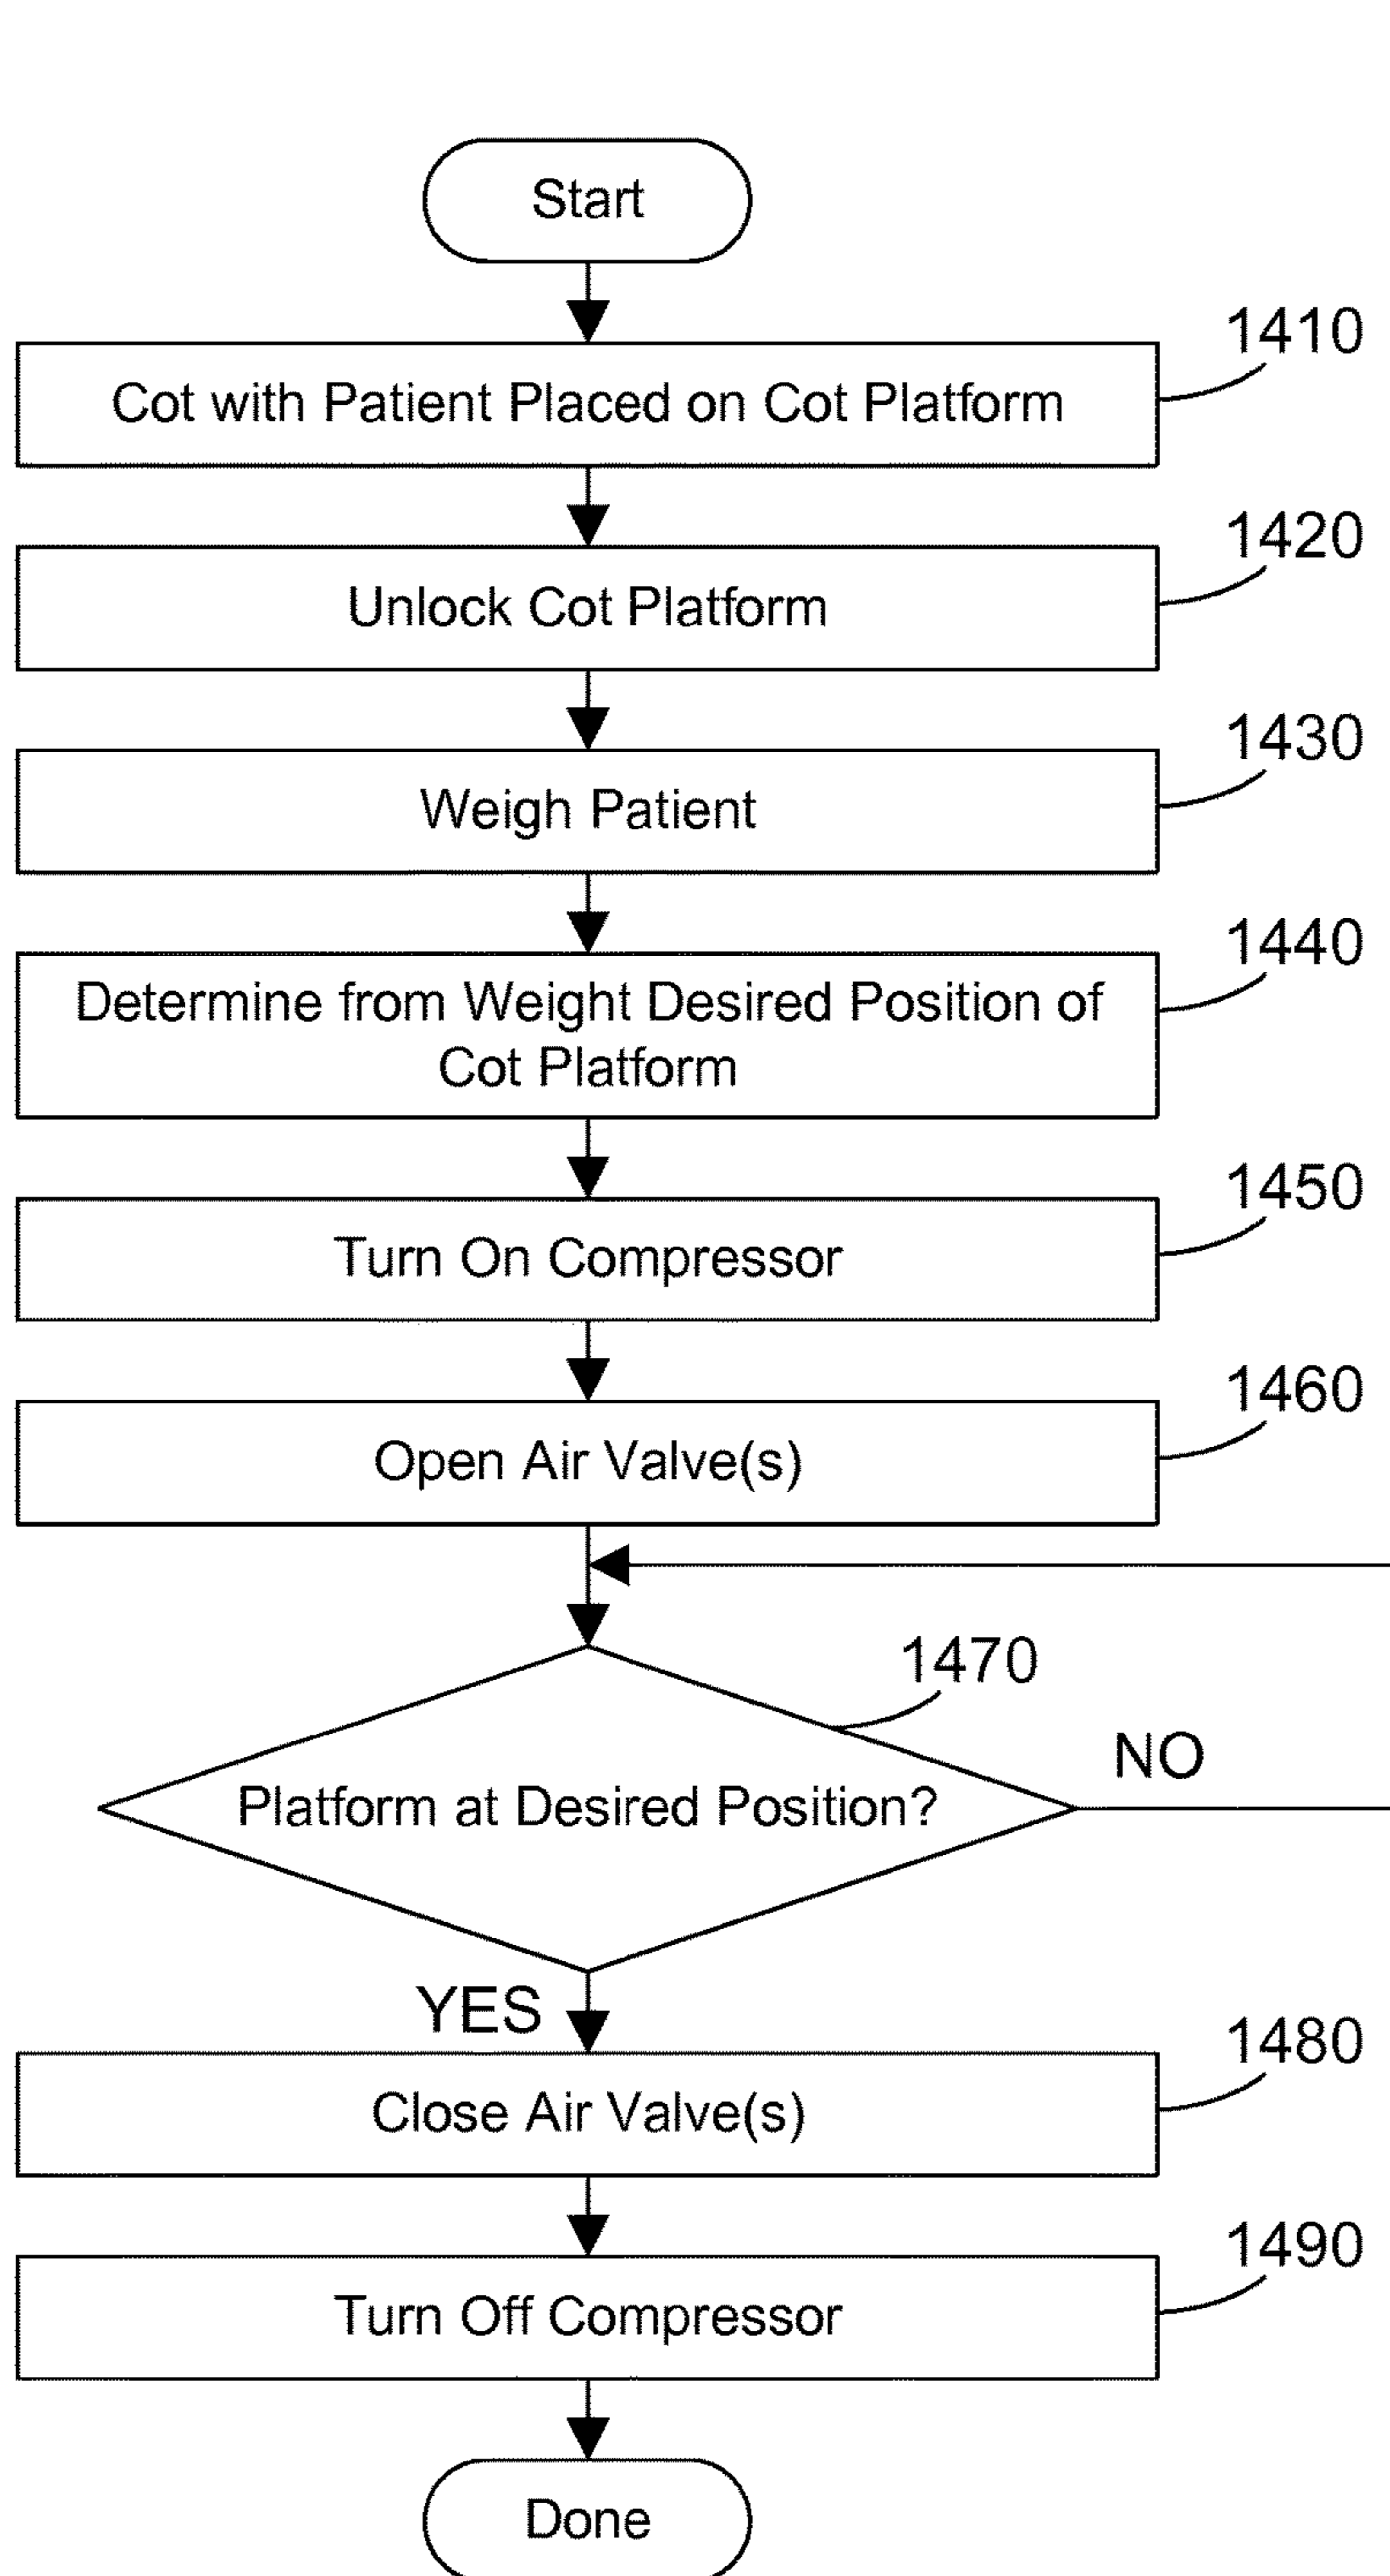 Start
1410
Cot with Patient Placed on Cot Platform
1420
Unlock Cot Platform
1430
Weigh Patient
1440
Determine from Weight Desired Position of
Cot Platform
1450
Turn On Compressor
1460
Open Air Valve(s)
1470
NO
Platform at Desired Position?
YES
1480
Close Air Valve(s)
1490
Turn Off Compressor
Done